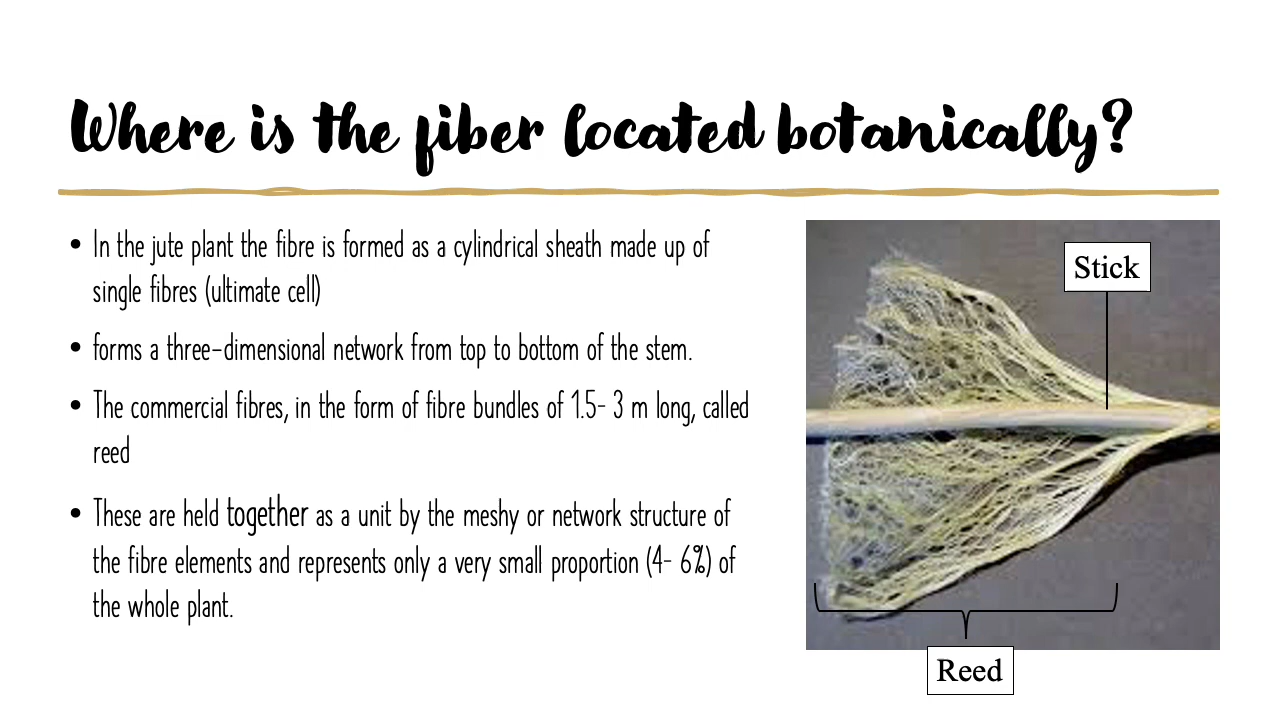 Where is the fiber located botanically?
• In the jute plant the fibre is formed as a cylindrical sheath made up of
single fibres (ultimate cell)
• forms a three-dimensional network from top to bottom of the stem.
• The commercial fibres, in the form of fibre bundles of 1.5- 3 m long, called
reed
• These are held together as a unit by the meshy or network structure of
the fibre elements and represents only a very small proportion (4- 6%) of
the whole plant.
Stick
Reed